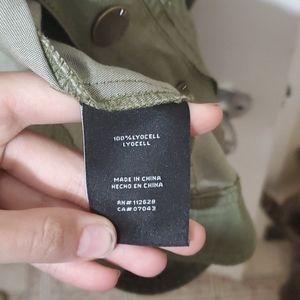 100%LYOCELL
LYOCELL
MADE IN CHINA
HECHO EN CHINA
RN# 112628
CA# 07043